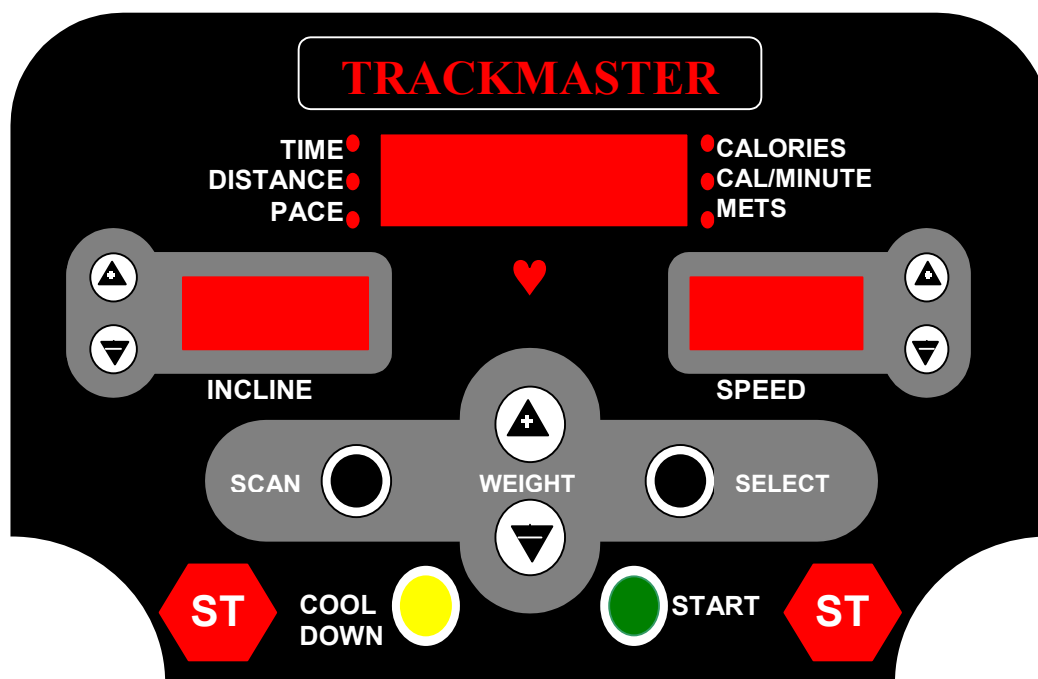 TRACKMASTER
TIME
DISTANCE
PACE
CALORIES
CAL/MINUTE
METS
INCLINE
SPEED
SCAN
WEIGHT
SELECT
ST
COOL
DOWN
START
ST